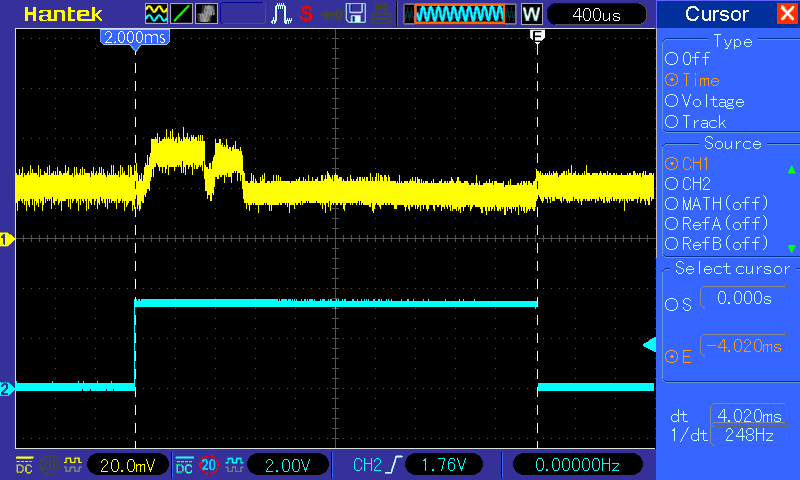 Hantek S W 400us Cursor
2.000ms
E
Type
Off
Time
Voltage
Track
Source
CH1
CH2
MATH(off)
RefA(off)
RefB(off)
Select cursor
S 0.000s
E -4.020ms
dt 4.020ms
1/dt 248Hz
1
2
DC 20 20.0mV DC 20 2.00V CH2 1.76V 0.00000Hz